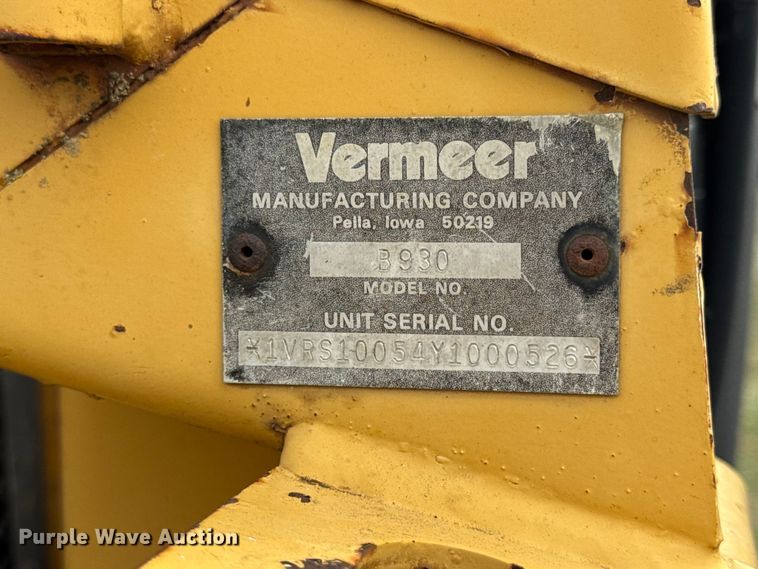 Vermeer
MANUFACTURING COMPANY
Pella, Iowa 50219
B930
MODEL NO.
UNIT SERIAL NO.
*1VRS10054Y1000526*
Purple Wave Auction